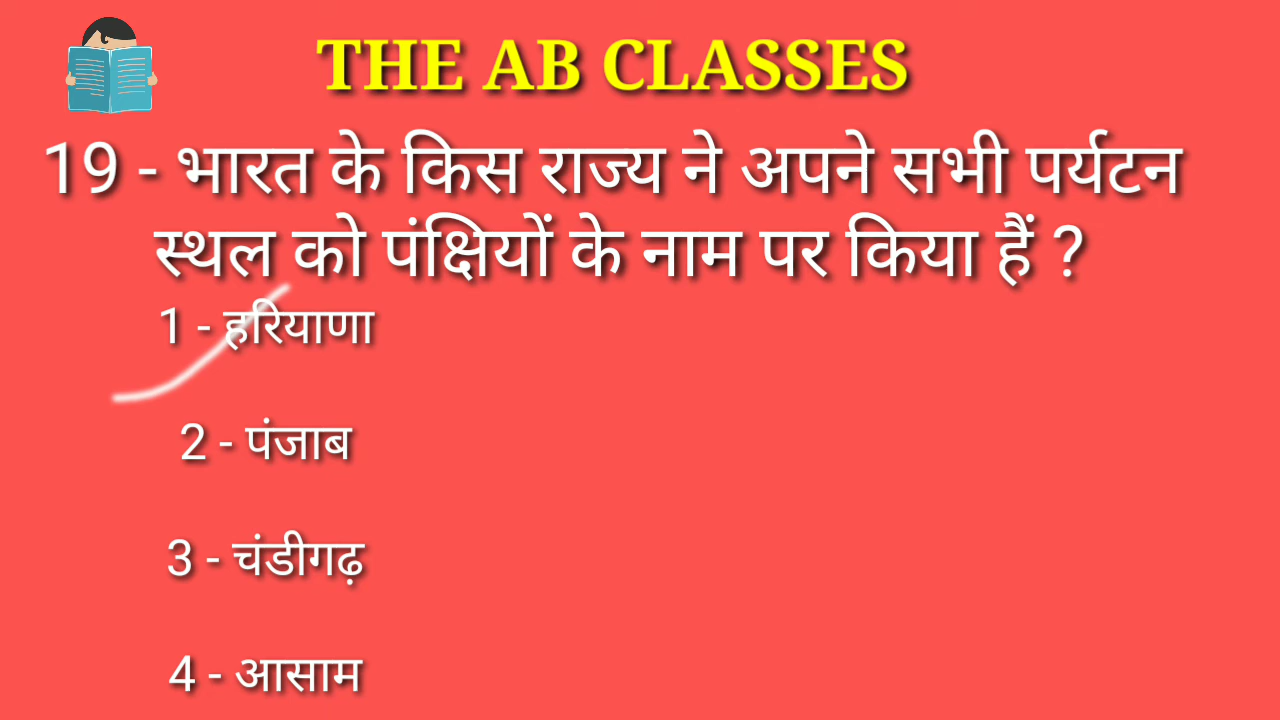 THE AB CLASSES
19 - भारत के किस राज्य ने अपने सभी पर्यटन
स्थल को पंक्षियों के नाम पर किया हैं ?
1 - हरियाणा
2 - पंजाब
3 - चंडीगढ़
4 - आसाम